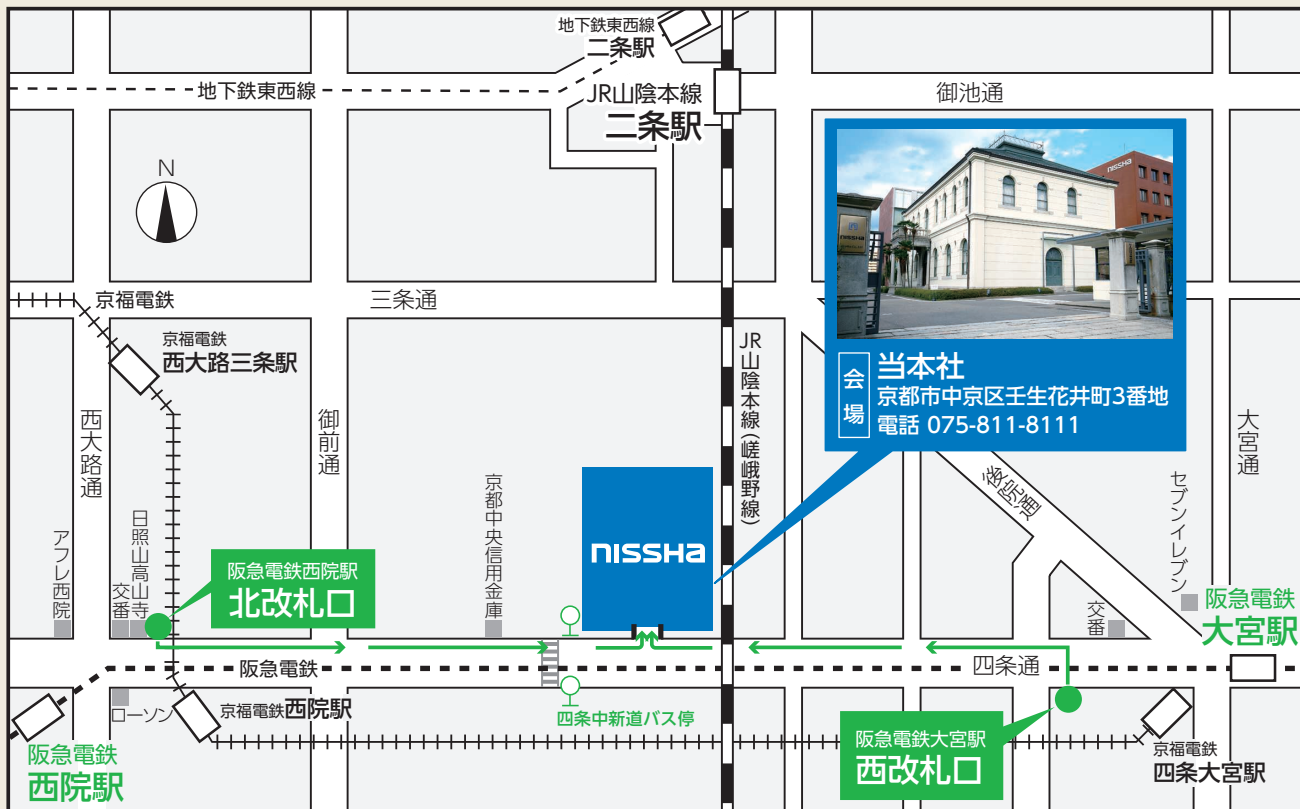 地下鉄東西線
二条駅
地下鉄東西線
JR山陰本線
二条駅
御池通
N
nissha
nissha
京福電鉄
三条通
京福電鉄
西大路三条駅
JR山陰本線(嵯峨野線)
会場
当本社
京都市中京区壬生花井町3番地
電話 075-811-8111
西大路通
御前通
大宮通
後院通
京都中央信用金庫
セブンイレブン
アフレ西院
交番
日照山高山寺
阪急電鉄西院駅
北改札口
nissha
交番
阪急電鉄
大宮駅
阪急電鉄
四条通
ローソン
京福電鉄西院駅
四条中新道バス停
阪急電鉄大宮駅
西改札口
京福電鉄
四条大宮駅
阪急電鉄
西院駅